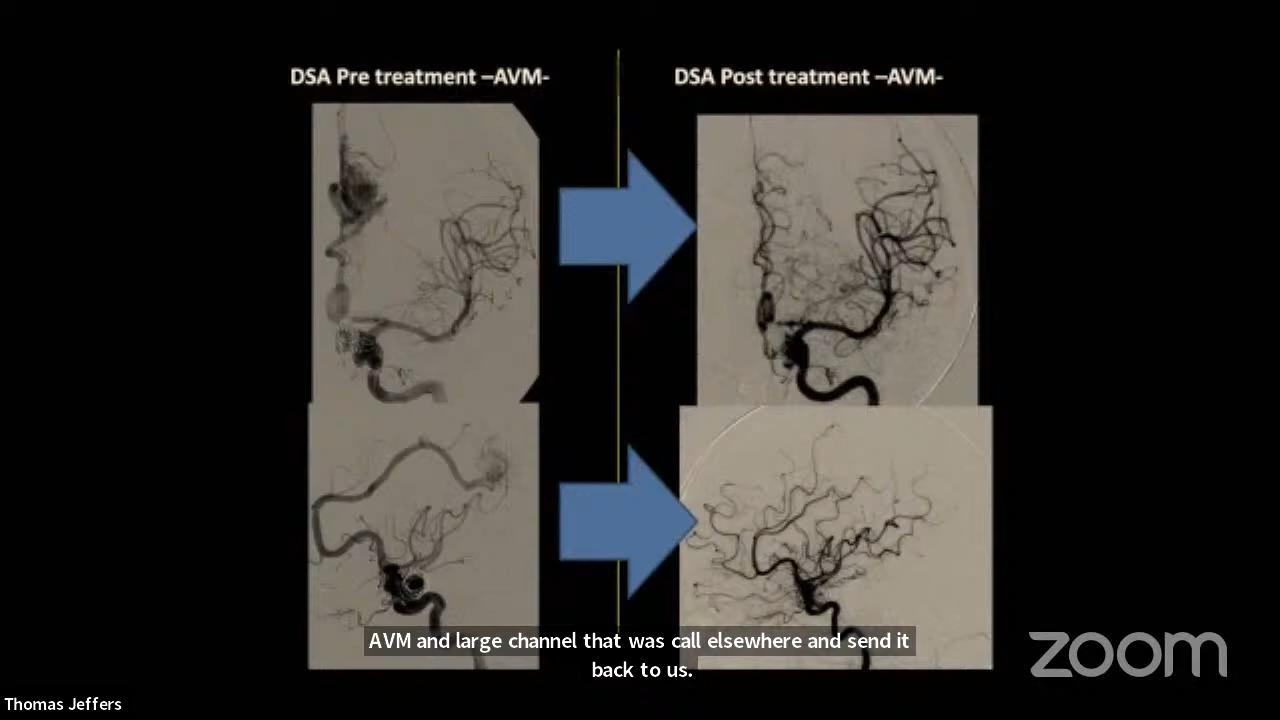 DSA Pre treatment –AVM-
DSA Post treatment –AVM-
AVM and large channel that was call elsewhere and send it
back to us.
zoom
Thomas Jeffers